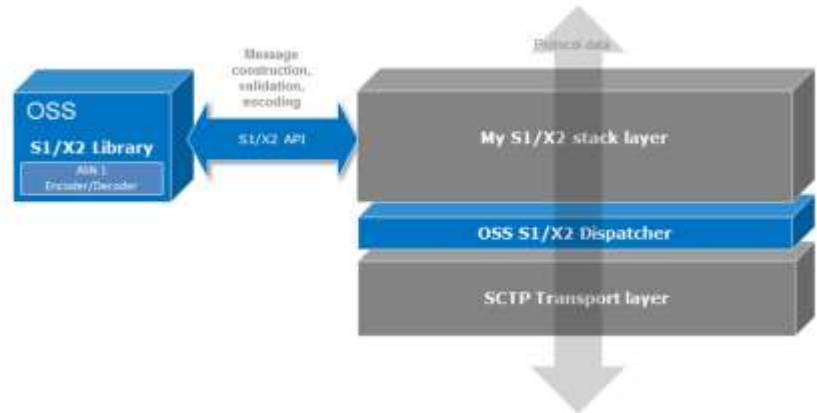 Protocol data
Message
construction,
validation,
encoding
OSS
S1/X2 Library
ASN.1
Encoder/Decoder
S1/X2 API
My S1/X2 stack layer
OSS S1/X2 Dispatcher
SCTP Transport layer